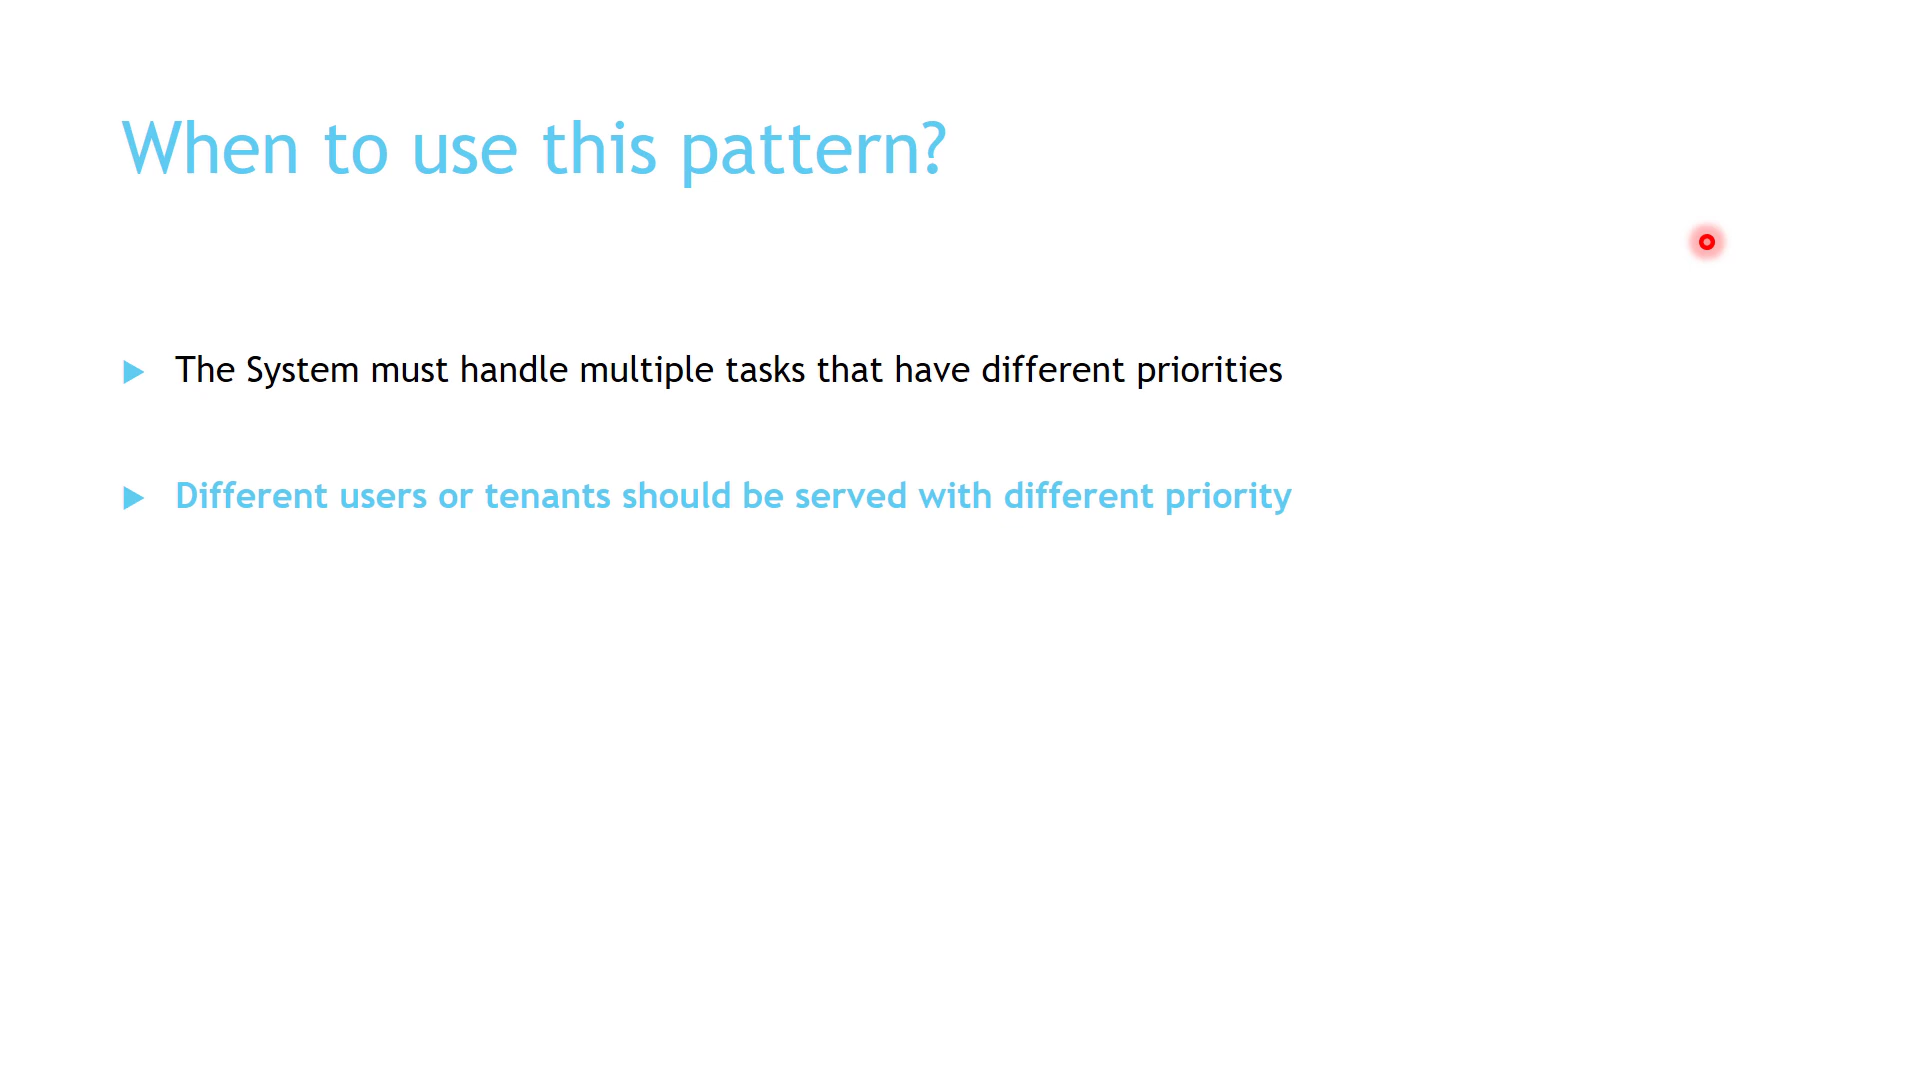 When to use this pattern?
The System must handle multiple tasks that have different priorities
Different users or tenants should be served with different priority